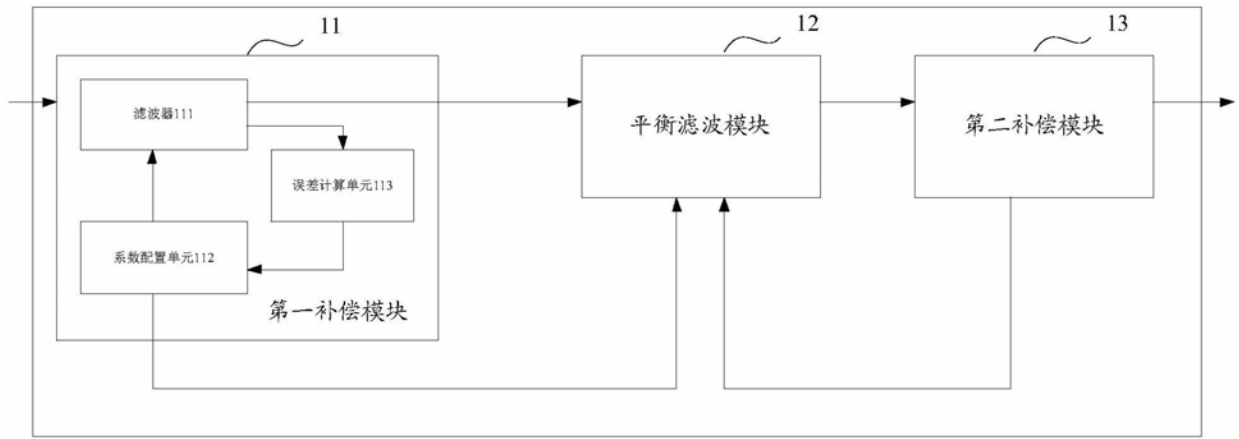 11
12
13
滤波器111
平衡滤波模块
第二补偿模块
误差计算单元113
系数配置单元112
第一补偿模块